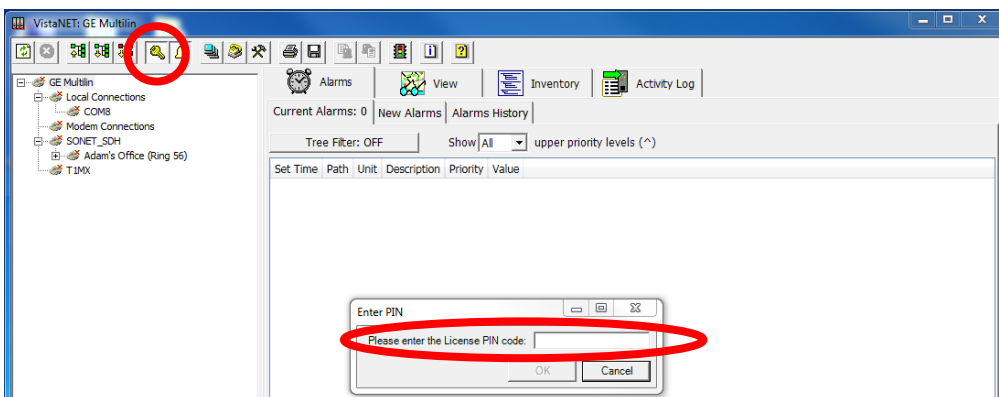 VistaNET: GE Multilin
GE Multilin
Local Connections
COM8
Modem Connections
SONET_SDH
Adam's Office (Ring 56)
T1MX
Alarms View Inventory Activity Log
Current Alarms: 0 New Alarms Alarms History
Tree Filter: OFF Show All upper priority levels (^)
Set Time Path Unit Description Priority Value
Enter PIN
Please enter the License PIN code:
OK Cancel